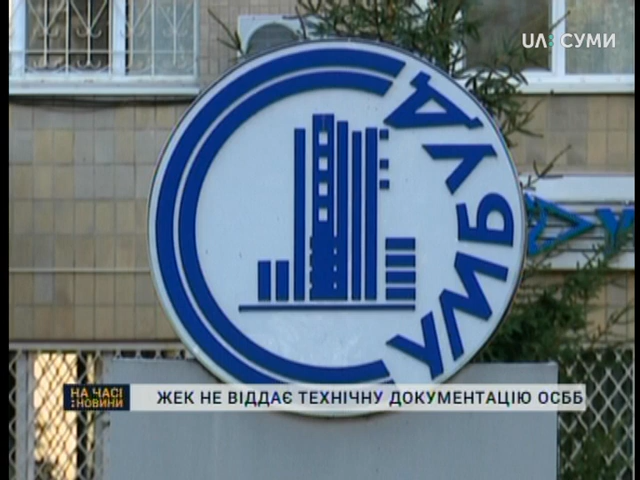 UA: СУМИ
СУМБУД
НА ЧАСІ
:НОВИНИ
ЖЕК НЕ ВІДДАЄ ТЕХНІЧНУ ДОКУМЕНТАЦІЮ ОСББ